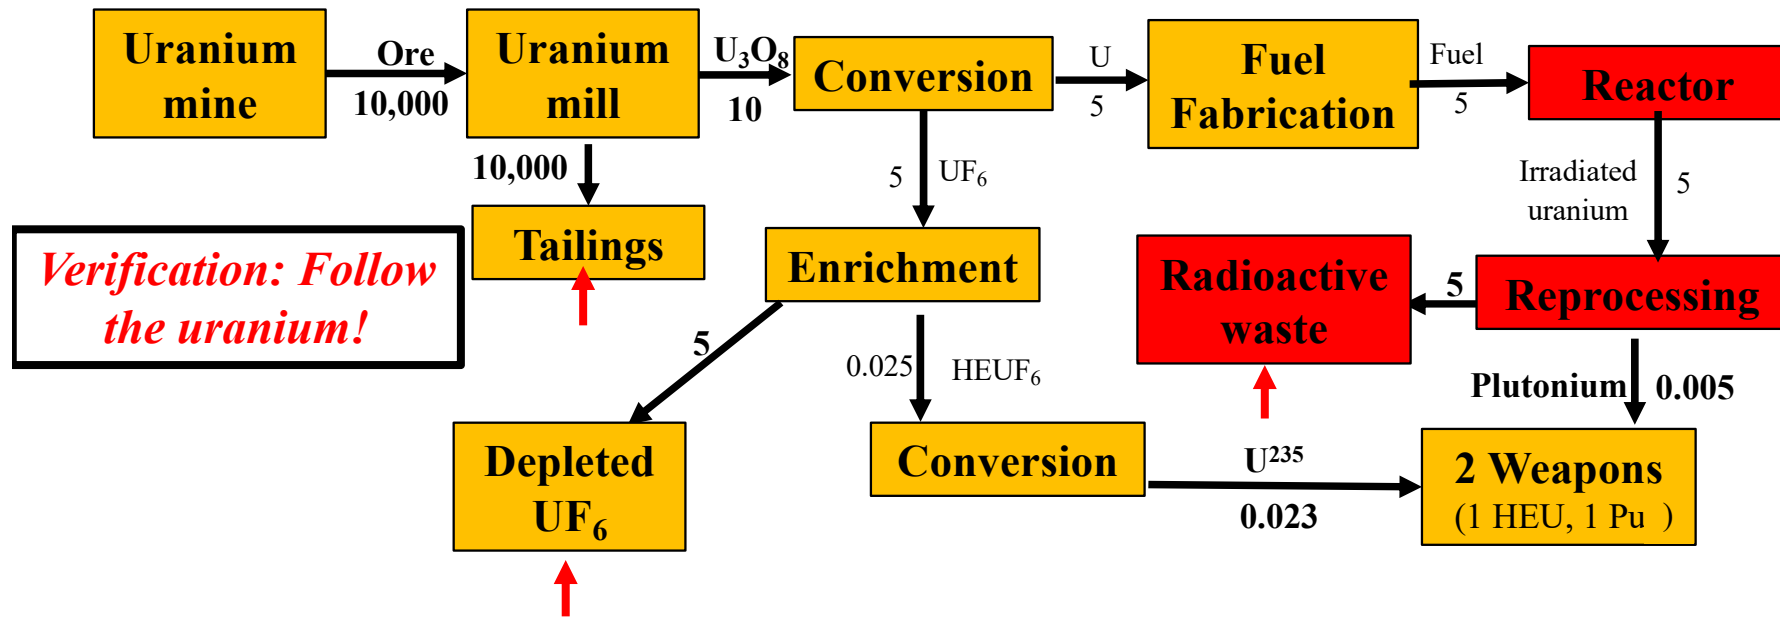 Uranium
mine
Ore
10,000
Uranium
mill
U₃O₈
10
Conversion
U
5
Fuel
Fabrication
Fuel
5
Reactor
10,000
Tailings
5
UF₆
Irradiated
uranium
5
Verification: Follow
the uranium!
Enrichment
Radioactive
waste
5
Reprocessing
5
0.025
HEUF₆
Plutonium
0.005
Depleted
UF₆
Conversion
U²³⁵
0.023
2 Weapons
(1 HEU, 1 Pu )